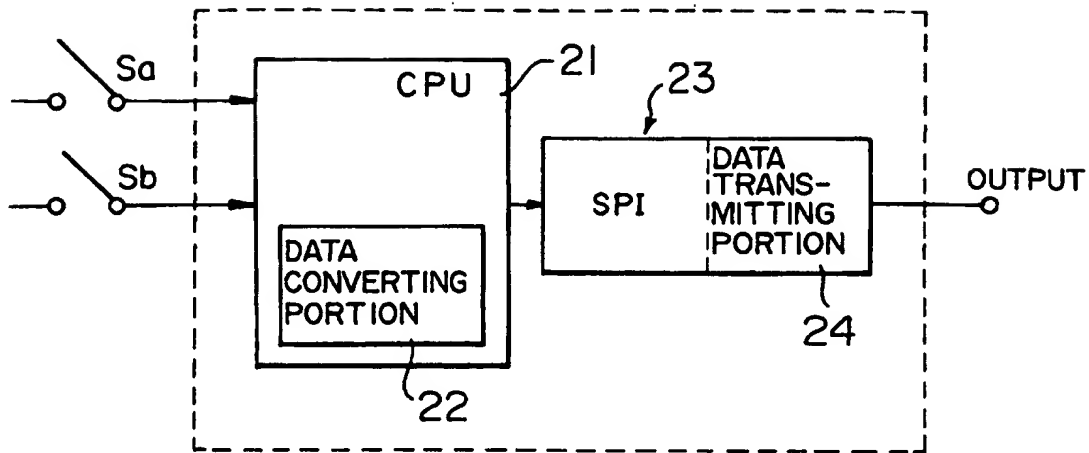 Sa
Sb
CPU
21
DATA
CONVERTING
PORTION
22
23
SPI
DATA
TRANS-
MITTING
PORTION
24
OUTPUT